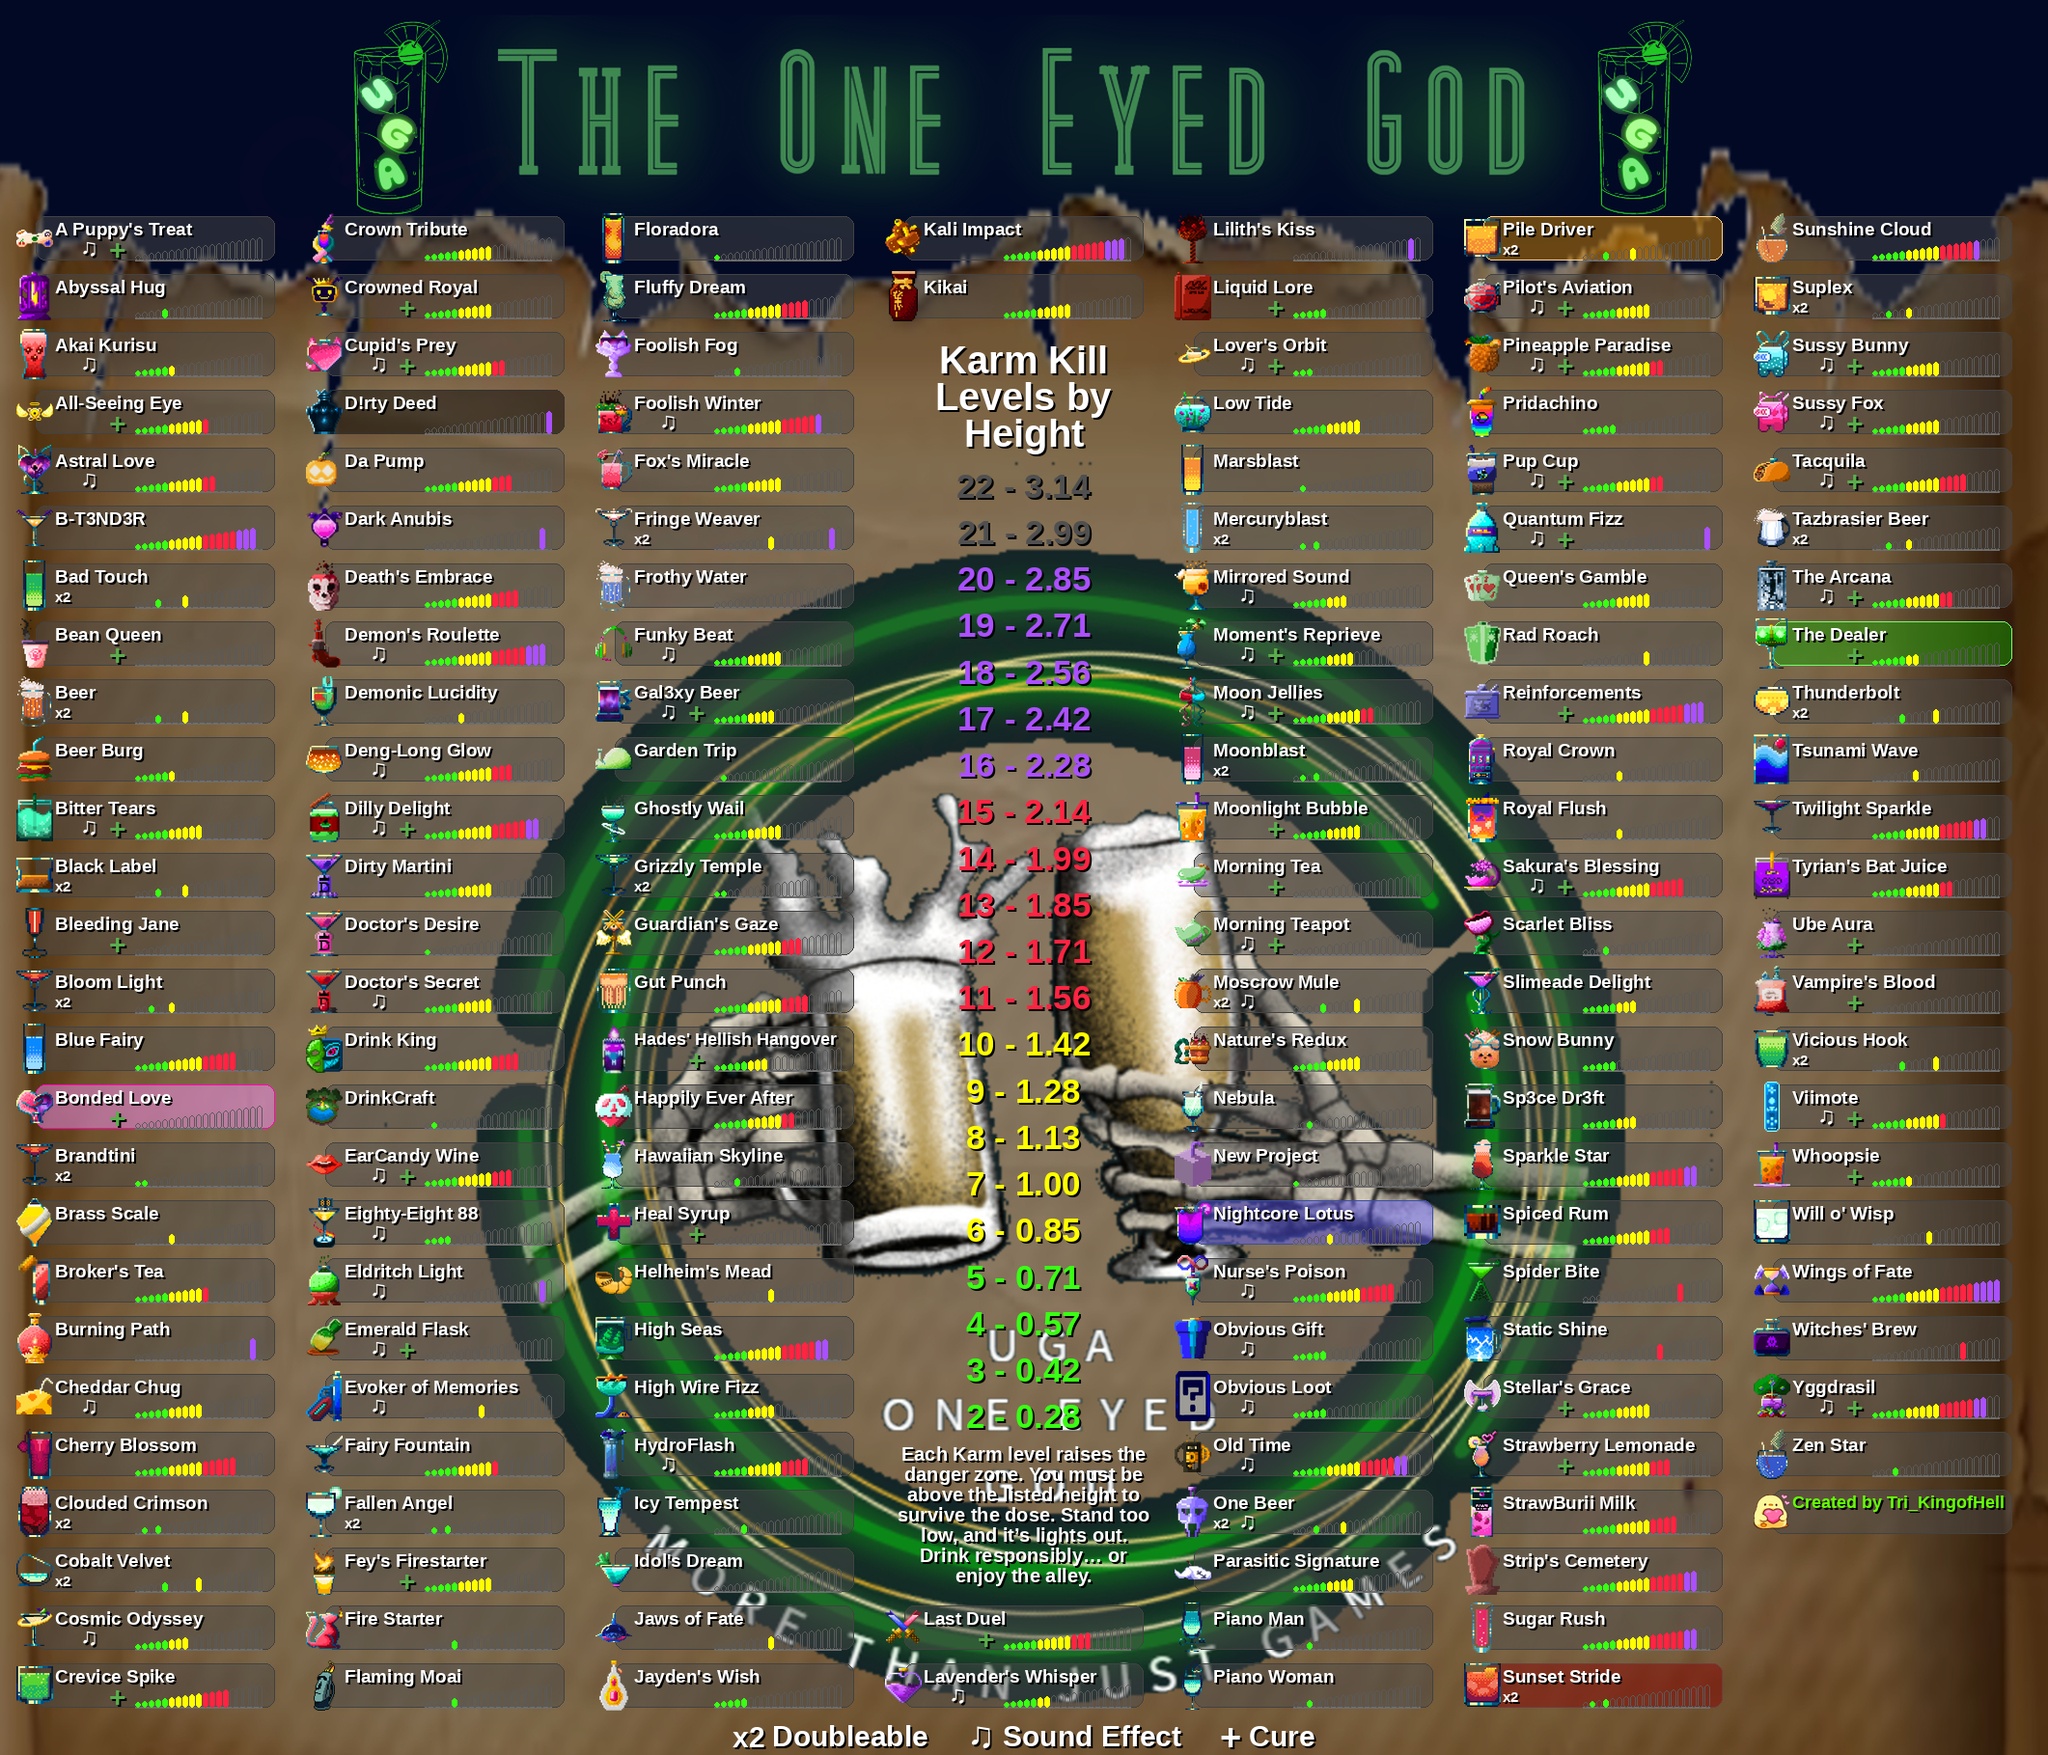 THE ONE EYED GOD
UGA
UGA
A Puppy's Treat
♫ +
Abyssal Hug
Akai Kurisu
♫
All-Seeing Eye
+
Astral Love
♫
B-T3ND3R
Bad Touch
x2
Bean Queen
+
Beer
x2
Beer Burg
Bitter Tears
♫ +
Black Label
x2
Bleeding Jane
+
Bloom Light
x2
Blue Fairy
Bonded Love
+
Brandtini
x2
Brass Scale
Broker's Tea
Burning Path
Cheddar Chug
♫
Cherry Blossom
Clouded Crimson
x2
Cobalt Velvet
x2
Cosmic Odyssey
♫
Crevice Spike
+
Crown Tribute
Crowned Royal
+
Cupid's Prey
♫ +
D!rty Deed
Da Pump
Dark Anubis
Death's Embrace
Demon's Roulette
♫
Demonic Lucidity
Deng-Long Glow
♫
Dilly Delight
♫ +
Dirty Martini
Doctor's Desire
Doctor's Secret
♫
Drink King
DrinkCraft
EarCandy Wine
♫ +
Eighty-Eight 88
♫
Eldritch Light
♫
Emerald Flask
♫ +
Evoker of Memories
♫
Fairy Fountain
Fallen Angel
x2
Fey's Firestarter
+
Fire Starter
Flaming Moai
Floradora
Fluffy Dream
Foolish Fog
Foolish Winter
♫
Fox's Miracle
Fringe Weaver
x2
Frothy Water
Funky Beat
♫
Gal3xy Beer
♫ +
Garden Trip
Ghostly Wail
Grizzly Temple
x2
Guardian's Gaze
Gut Punch
Hades' Hellish Hangover
+
Happily Ever After
Hawaiian Skyline
Heal Syrup
+
Helheim's Mead
High Seas
High Wire Fizz
HydroFlash
♫
Icy Tempest
Idol's Dream
Jaws of Fate
Jayden's Wish
Kali Impact
Kikai
Karm Kill
Levels by
Height
22 - 3.14
21 - 2.99
20 - 2.85
19 - 2.71
18 - 2.56
17 - 2.42
16 - 2.28
15 - 2.14
14 - 1.99
13 - 1.85
12 - 1.71
11 - 1.56
10 - 1.42
9 - 1.28
8 - 1.13
7 - 1.00
6 - 0.85
5 - 0.71
4 - 0.57
3 - 0.42
2 - 0.28
UGA
ONE EYED
GOD
MORE THAN JUST GAMES
Each Karm level raises the
danger zone. You must be
above the listed height to
survive the dose. Stand too
low, and it's lights out.
Drink responsibly... or
enjoy the alley.
Last Duel
+
Lavender's Whisper
♫
Lilith's Kiss
Liquid Lore
+
Lover's Orbit
♫ +
Low Tide
Marsblast
Mercuryblast
x2
Mirrored Sound
♫
Moment's Reprieve
♫ +
Moon Jellies
♫ +
Moonblast
x2
Moonlight Bubble
+
Morning Tea
+
Morning Teapot
♫ +
Moscrow Mule
x2 ♫
Nature's Redux
Nebula
New Project
Nightcore Lotus
Nurse's Poison
♫
Obvious Gift
♫
Obvious Loot
♫
Old Time
♫
One Beer
x2 ♫
Parasitic Signature
Piano Man
Piano Woman
Pile Driver
x2
Pilot's Aviation
♫ +
Pineapple Paradise
♫ +
Pridachino
Pup Cup
♫ +
Quantum Fizz
♫ +
Queen's Gamble
Rad Roach
Reinforcements
+
Royal Crown
Royal Flush
Sakura's Blessing
♫ +
Scarlet Bliss
Slimeade Delight
Snow Bunny
Sp3ce Dr3ft
Sparkle Star
Spiced Rum
Spider Bite
Static Shine
Stellar's Grace
+
Strawberry Lemonade
+
StrawBurii Milk
Strip's Cemetery
Sugar Rush
Sunset Stride
x2
Sunshine Cloud
Suplex
x2
Sussy Bunny
♫ +
Sussy Fox
♫ +
Tacquila
♫ +
Tazbrasier Beer
x2
The Arcana
♫ +
The Dealer
+
Thunderbolt
x2
Tsunami Wave
Twilight Sparkle
Tyrian's Bat Juice
Ube Aura
+
Vampire's Blood
+
Vicious Hook
x2
Viimote
♫ +
Whoopsie
+
Will o' Wisp
Wings of Fate
Witches' Brew
Yggdrasil
♫ +
Zen Star
Created by Tri_KingofHell
x2 Doubleable ♫ Sound Effect + Cure